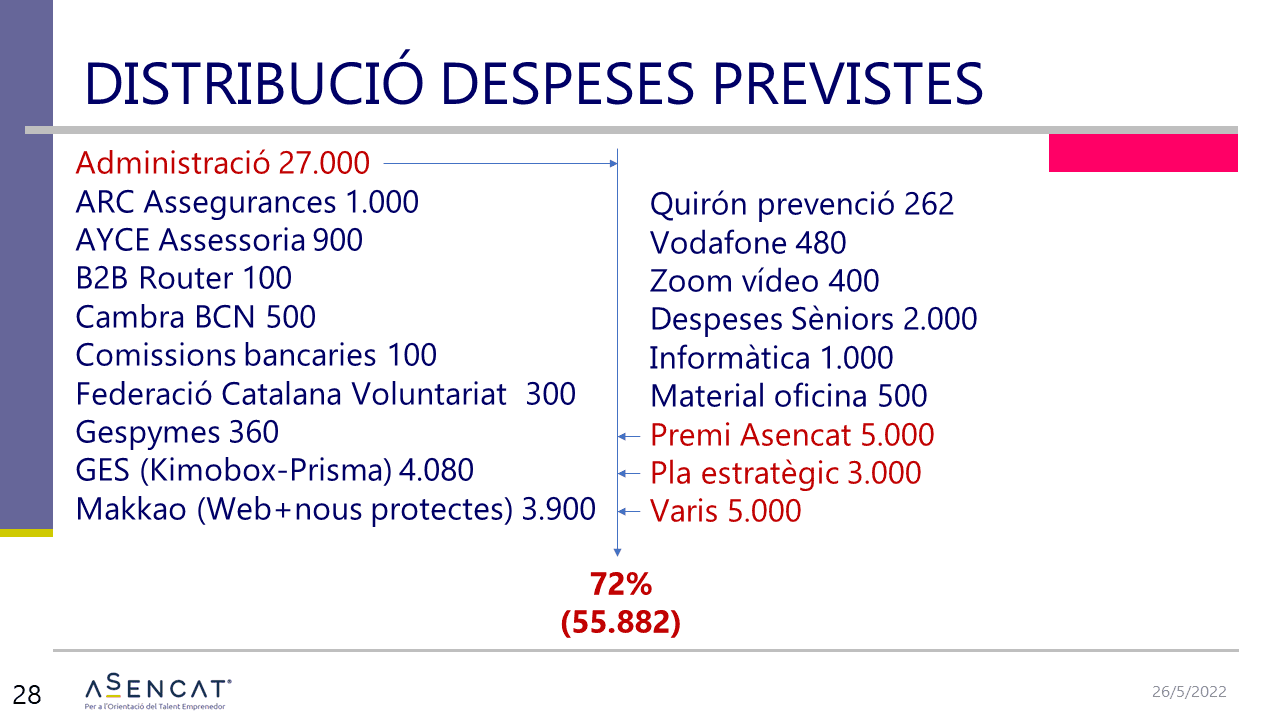 DISTRIBUCIÓ DESPESES PREVISTES
Administració 27.000
ARC Assegurances 1.000
AYCE Assessoria 900
B2B Router 100
Cambra BCN 500
Comissions bancaries 100
Federació Catalana Voluntariat 300
Gespymes 360
GES (Kimobox-Prisma) 4.080
Makkao (Web+nous protectes) 3.900
Quirón prevenció 262
Vodafone 480
Zoom vídeo 400
Despeses Sèniors 2.000
Informàtica 1.000
Material oficina 500
Premi Asencat 5.000
Pla estratègic 3.000
Varis 5.000
72%
(55.882)
28
ASENCAT®
Per a l'Orientació del Talent Emprenedor
26/5/2022